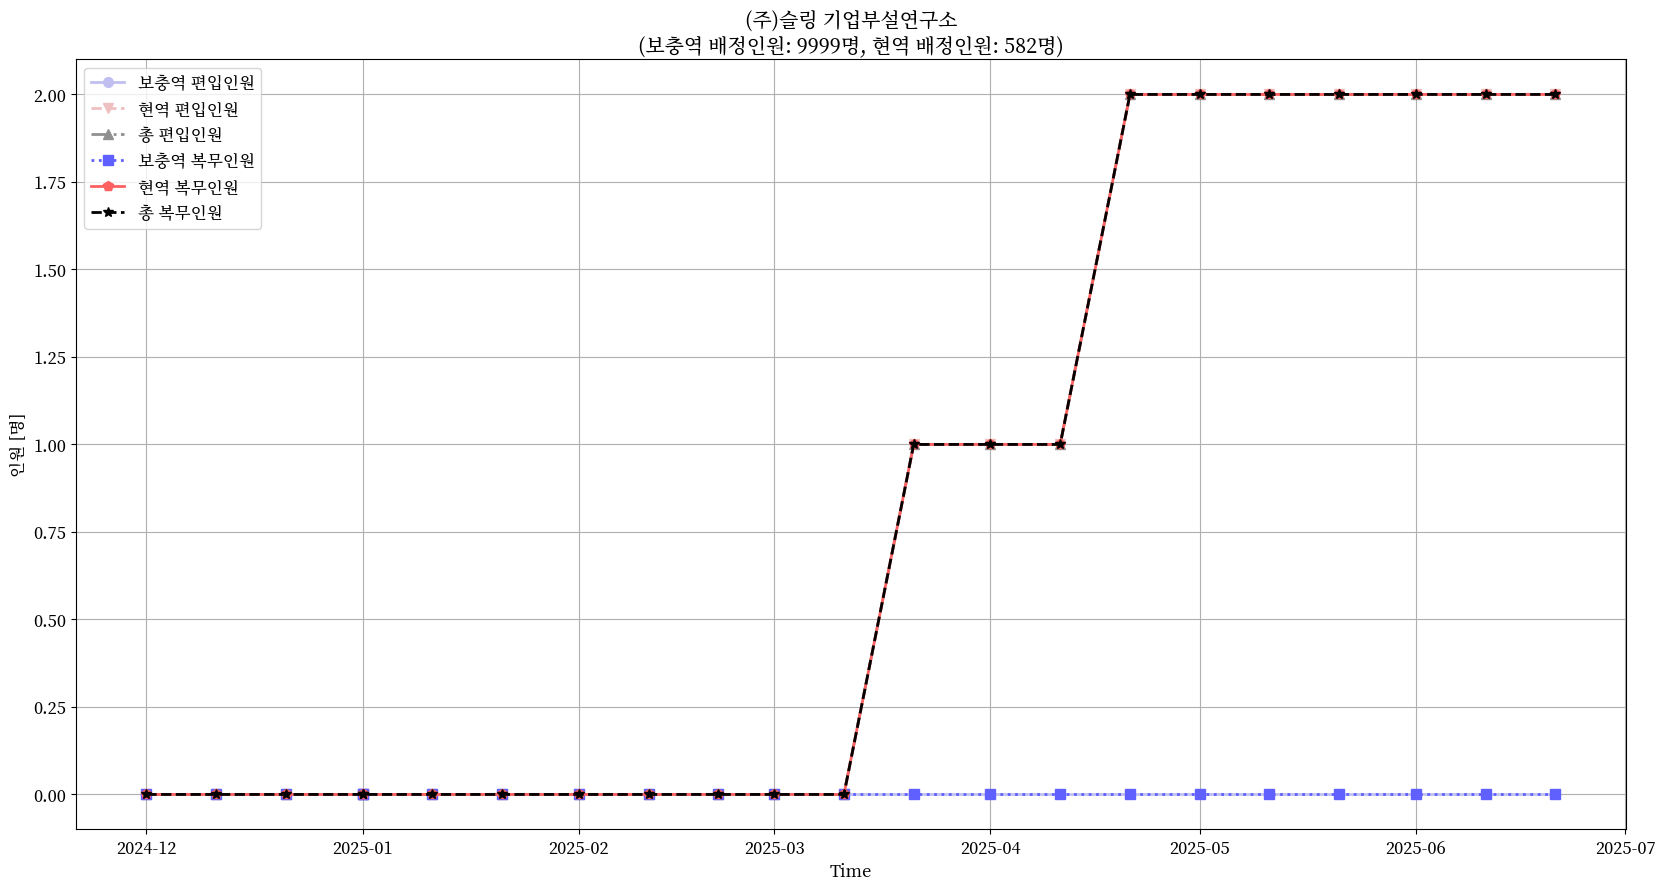 (주)슬링 기업부설연구소
(보충역 배정인원: 9999명, 현역 배정인원: 582명)
보충역 편입인원
현역 편입인원
총 편입인원
보충역 복무인원
현역 복무인원
총 복무인원
2.00
1.75
1.50
1.25
1.00
0.75
0.50
0.25
0.00
인원 [명]
2024-12 2025-01 2025-02 2025-03 2025-04 2025-05 2025-06 2025-07
Time